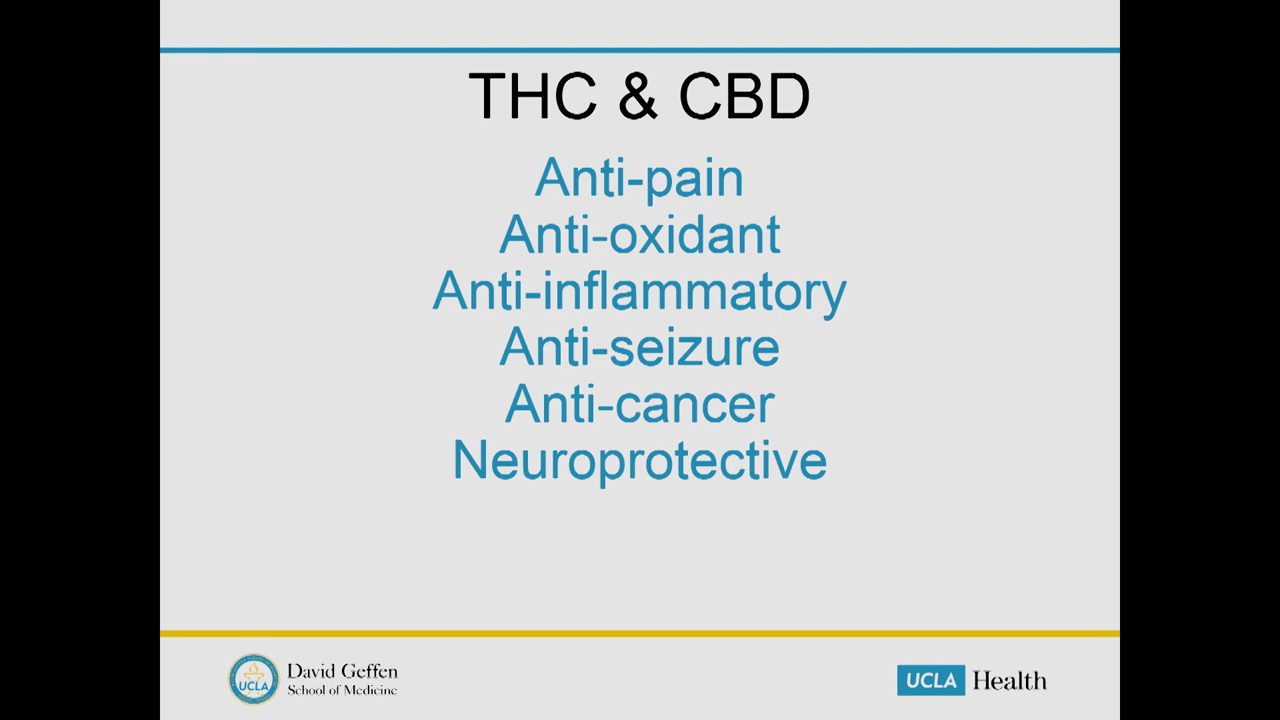 THC & CBD
Anti-pain
Anti-oxidant
Anti-inflammatory
Anti-seizure
Anti-cancer
Neuroprotective
UCLA
David Geffen
School of Medicine
UCLA Health